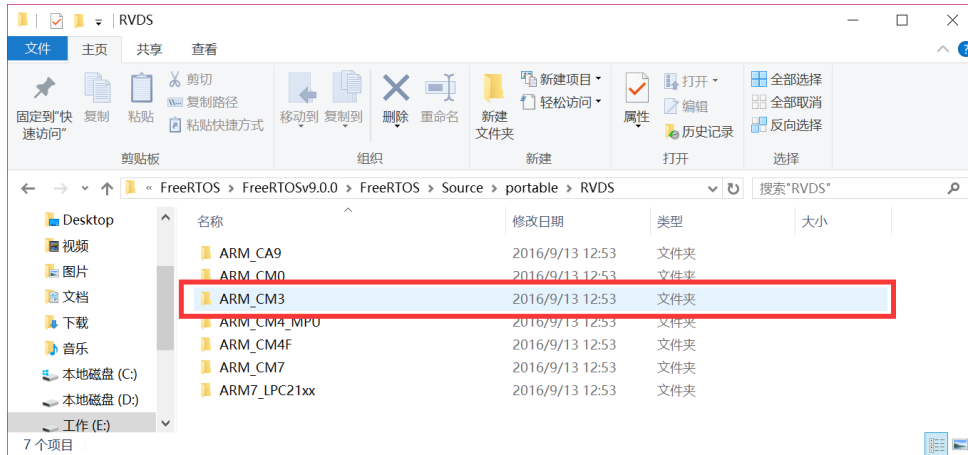 RVDS
文件 主页 共享 查看
固定到"快速访问" 复制 粘贴 剪切 复制路径 粘贴快捷方式 移动到 复制到 删除 重命名 新建文件夹 新建项目 轻松访问 属性 打开 编辑 历史记录 全部选择 全部取消 反向选择
剪贴板 组织 新建 打开 选择
« FreeRTOS > FreeRTOSv9.0.0 > FreeRTOS > Source > portable > RVDS 搜索"RVDS"
名称 修改日期 类型 大小
Desktop
视频
图片
文档
下载
音乐
本地磁盘 (C:)
本地磁盘 (D:)
工作 (E:)
ARM_CA9 2016/9/13 12:53 文件夹
ARM_CM0 2016/9/13 12:53 文件夹
ARM_CM3 2016/9/13 12:53 文件夹
ARM_CM4_MPU 2016/9/13 12:53 文件夹
ARM_CM4F 2016/9/13 12:53 文件夹
ARM_CM7 2016/9/13 12:53 文件夹
ARM7_LPC21xx 2016/9/13 12:53 文件夹
7 个项目